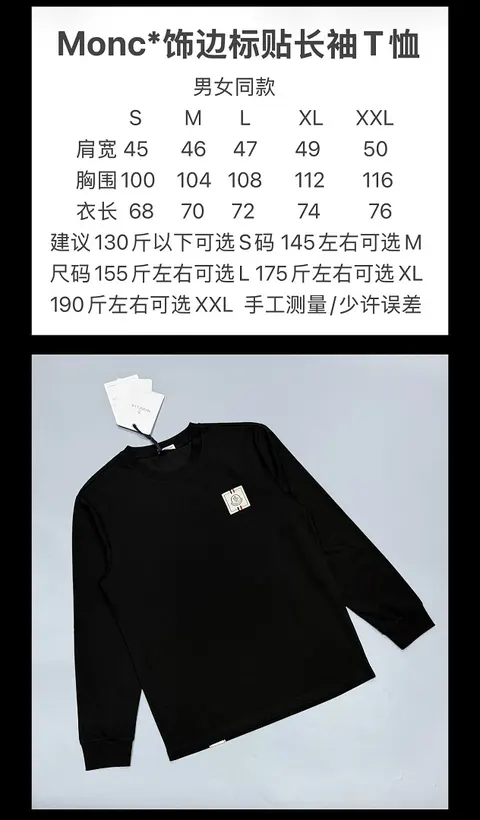 Monc*饰边标贴长袖T恤
男女同款
S M L XL XXL
肩宽 45 46 47 49 50
胸围 100 104 108 112 116
衣长 68 70 72 74 76
建议130斤以下可选S码 145左右可选M
尺码155斤左右可选L 175斤左右可选XL
190斤左右可选XXL 手工测量/少许误差